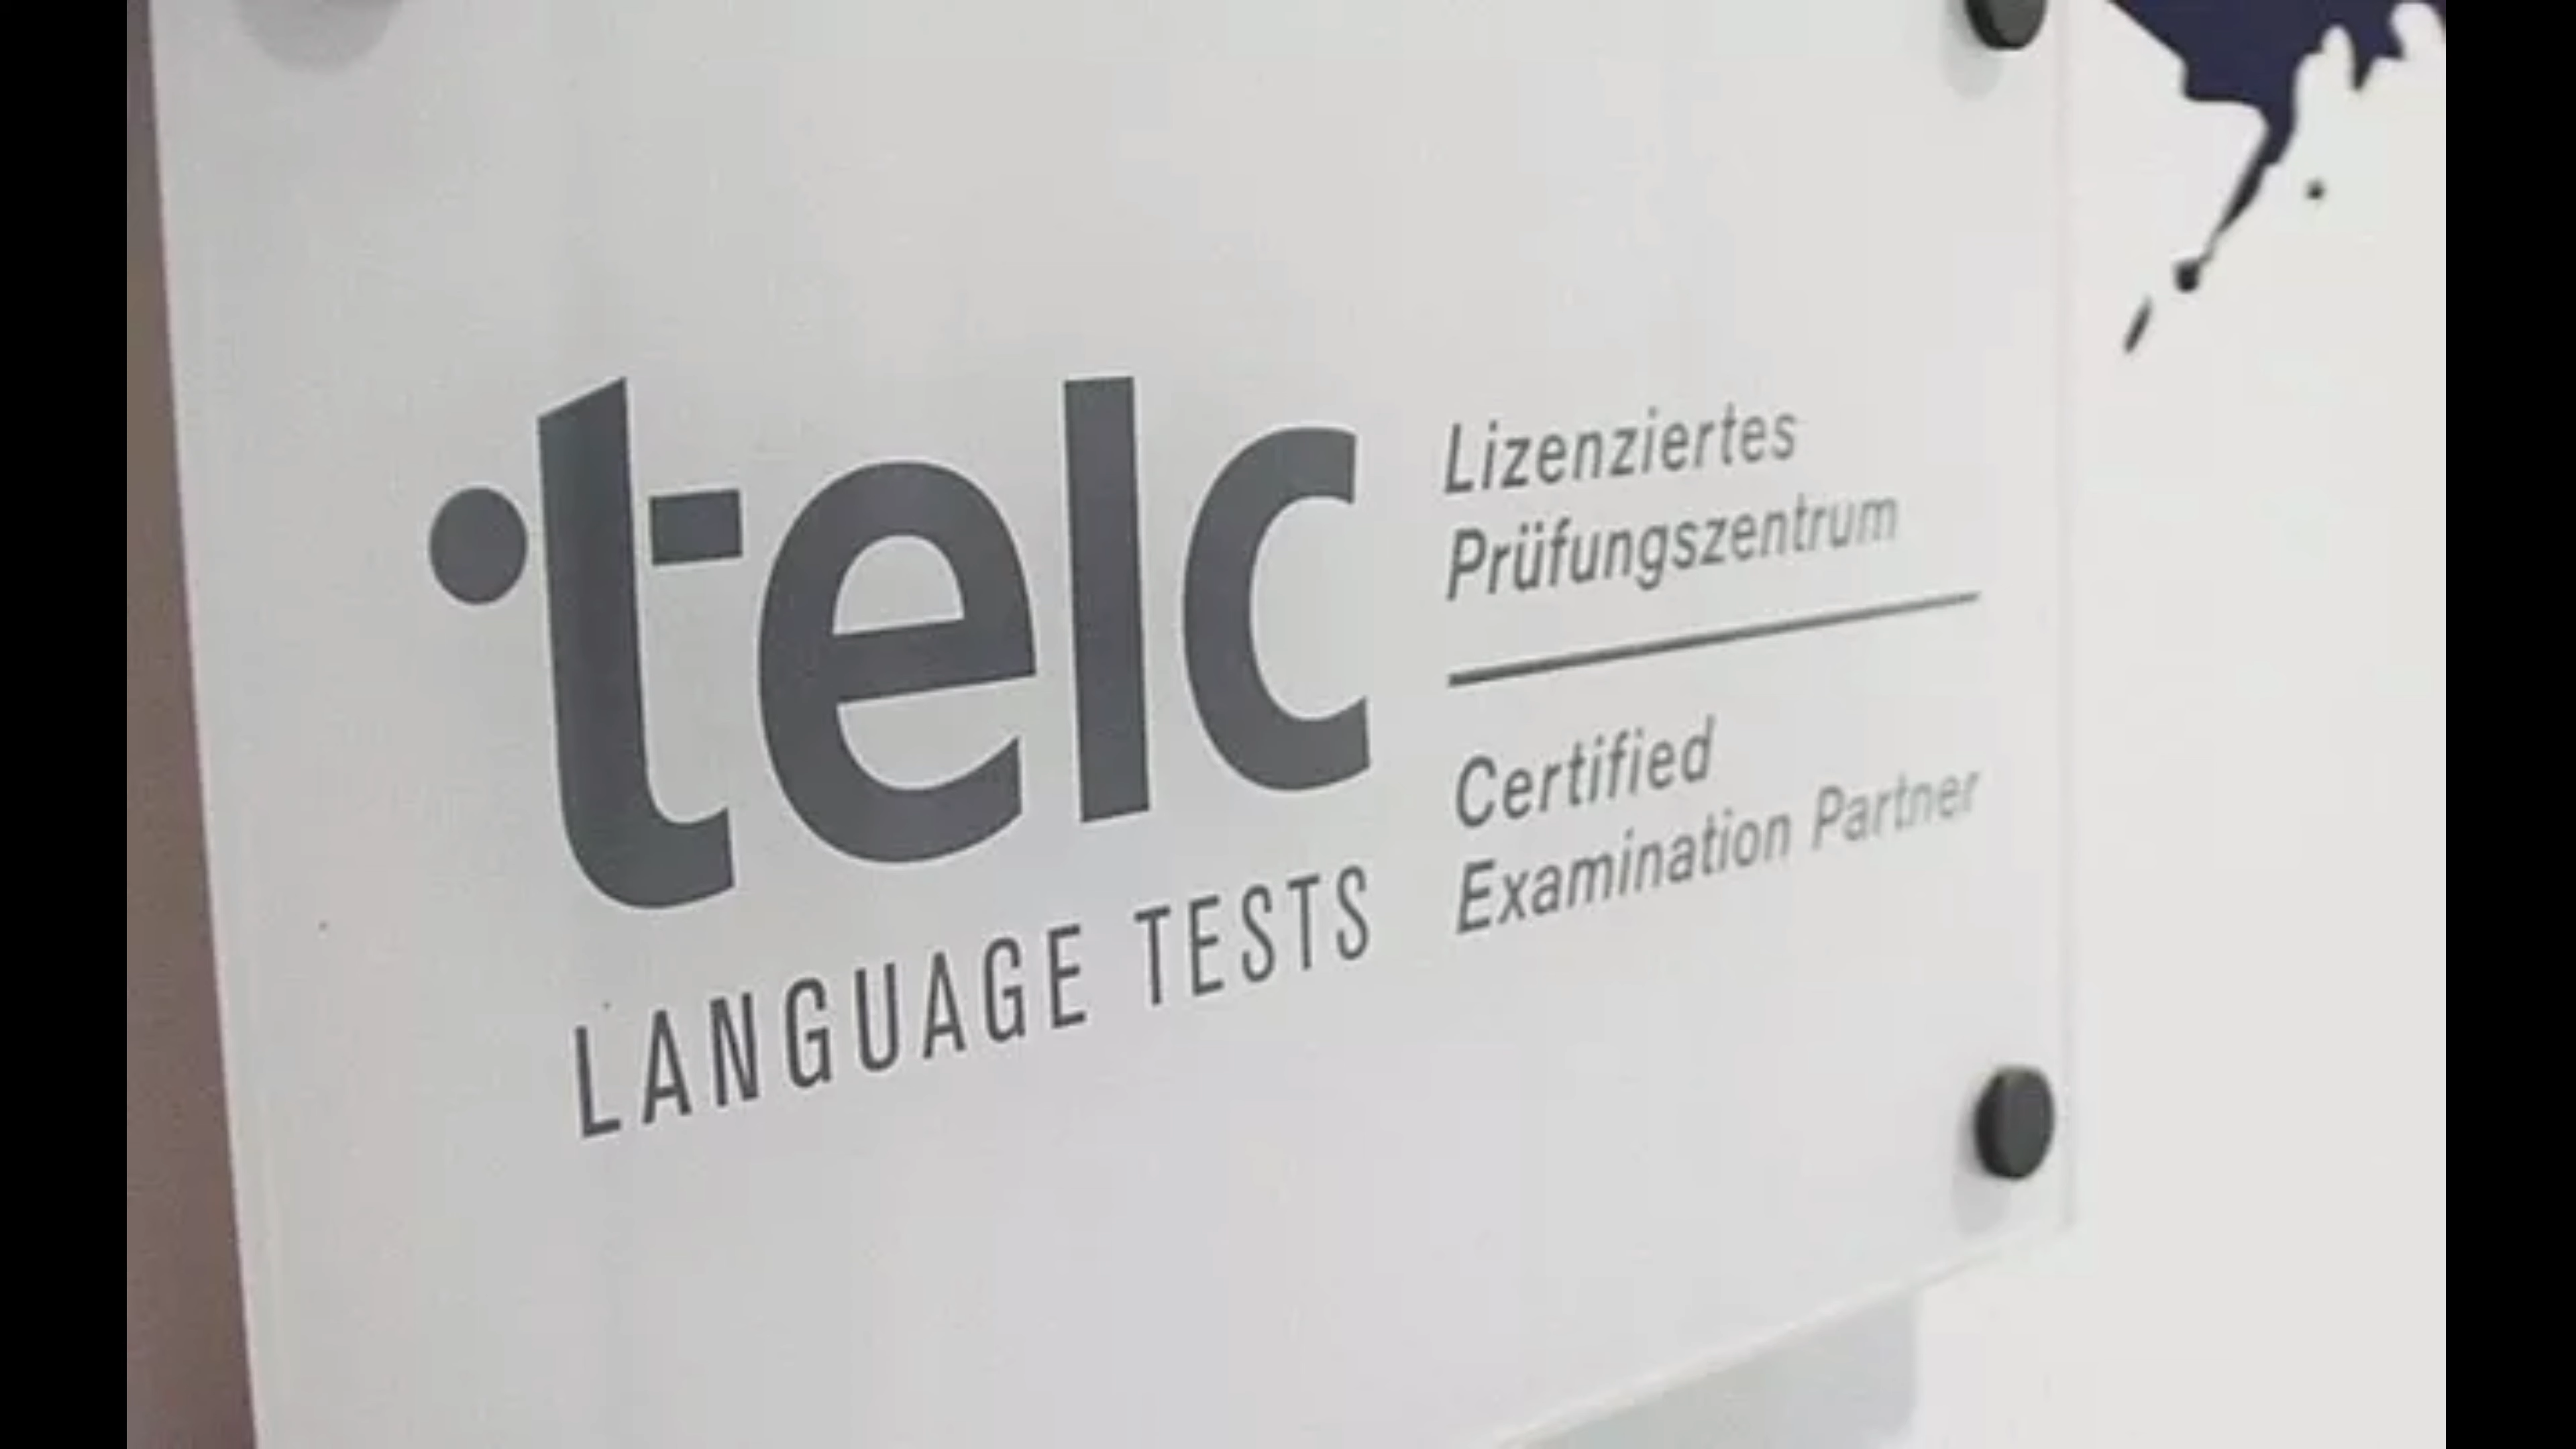 telc
LANGUAGE TESTS
Lizenziertes
Prüfungszentrum
Certified
Examination Partner